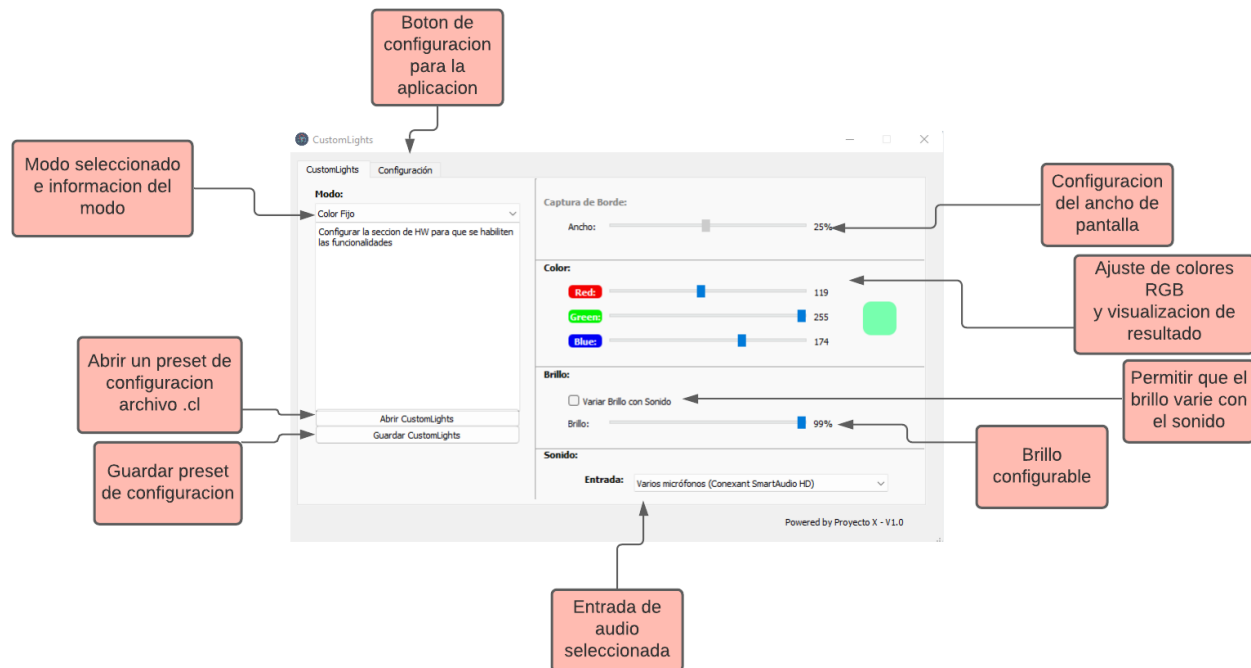 Boton de
configuracion
para la
aplicacion
CustomLights
CustomLights
Configuración
Modo seleccionado
e informacion del
modo
Modo:
Color Fijo
Configurar la seccion de HW para que se habiliten
las funcionalidades
Abrir un preset de
configuracion
archivo .cl
Abrir CustomLights
Guardar CustomLights
Guardar preset
de configuracion
Captura de Borde:
Ancho:
25%
Configuracion
del ancho de
pantalla
Color:
Red:
119
Green:
255
Blue:
174
Ajuste de colores
RGB
y visualizacion de
resultado
Brillo:
Variar Brillo con Sonido
Brillo:
99%
Permitir que el
brillo varie con
el sonido
Brillo
configurable
Sonido:
Entrada:
Varios micrófonos (Conexant SmartAudio HD)
Powered by Proyecto X - V1.0
Entrada de
audio
seleccionada